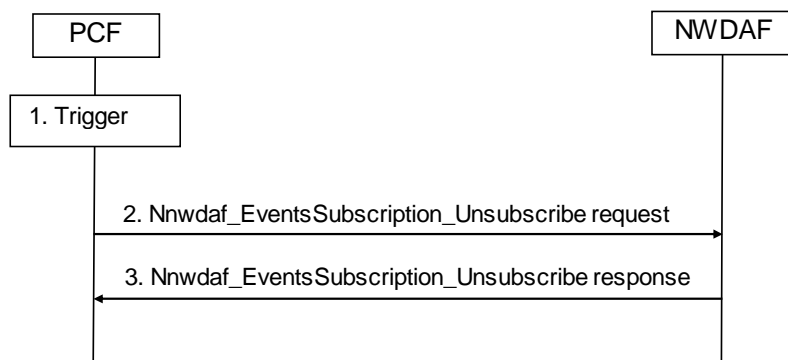 PCF
NWDAF
1. Trigger
2. Nnwdaf_EventsSubscription_Unsubscribe request
3. Nnwdaf_EventsSubscription_Unsubscribe response